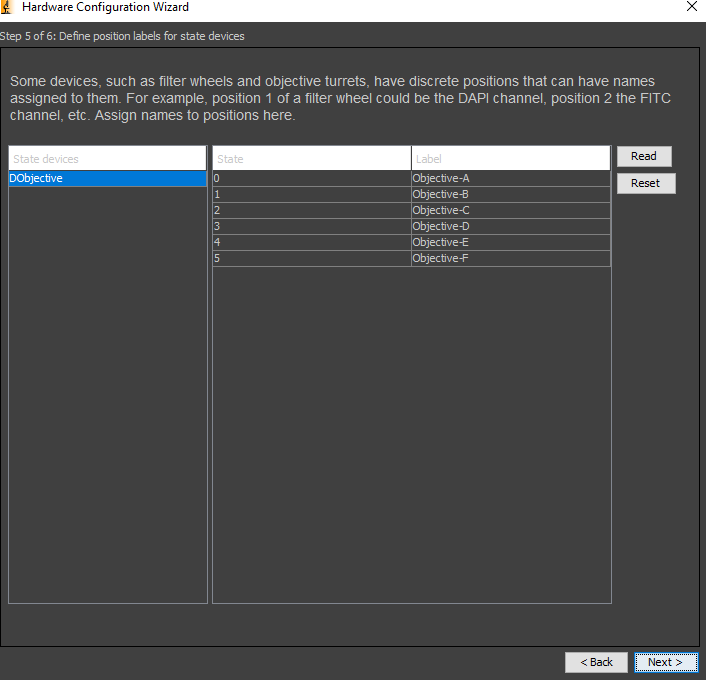 Hardware Configuration Wizard
Step 5 of 6: Define position labels for state devices
Some devices, such as filter wheels and objective turrets, have discrete positions that can have names
assigned to them. For example, position 1 of a filter wheel could be the DAPI channel, position 2 the FITC
channel, etc. Assign names to positions here.
State devices State Label Read
DObjective 0 Objective-A Reset
1 Objective-B
2 Objective-C
3 Objective-D
4 Objective-E
5 Objective-F
< Back Next >